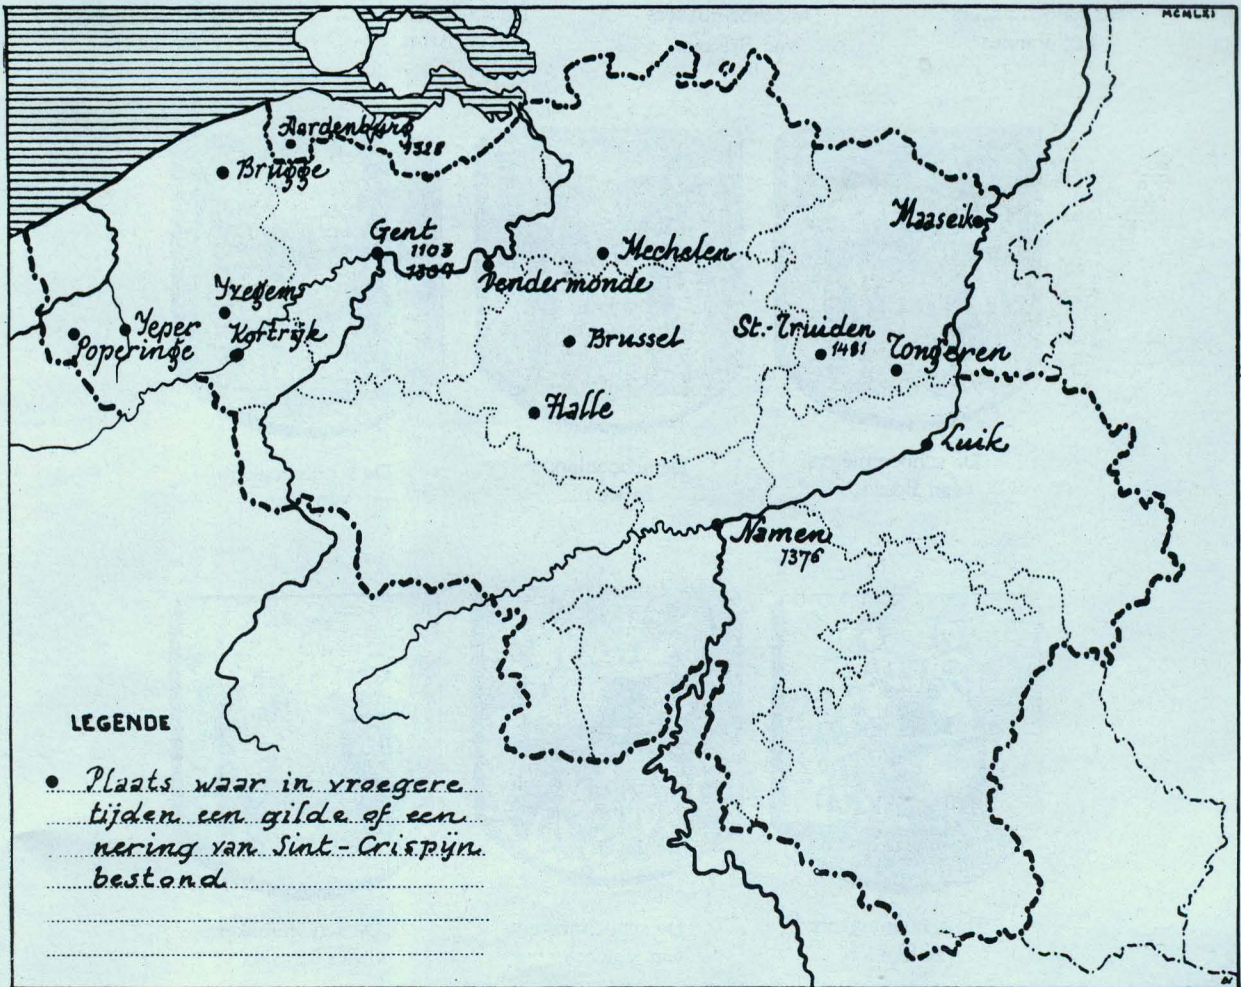 MCMLXI
Aardenburg
1328
Brugge
Gent
1103
1304
Mechelen
Maaseik
Dendermonde
Yzegem
Kortrijk
Yeper
Poperinge
Brussel
St.-Truiden
1481
Tongeren
Halle
Luik
Namen
1376
LEGENDE
Plaats waar in vroegere
tijden een gilde of een
nering van Sint-Crispijn
bestond